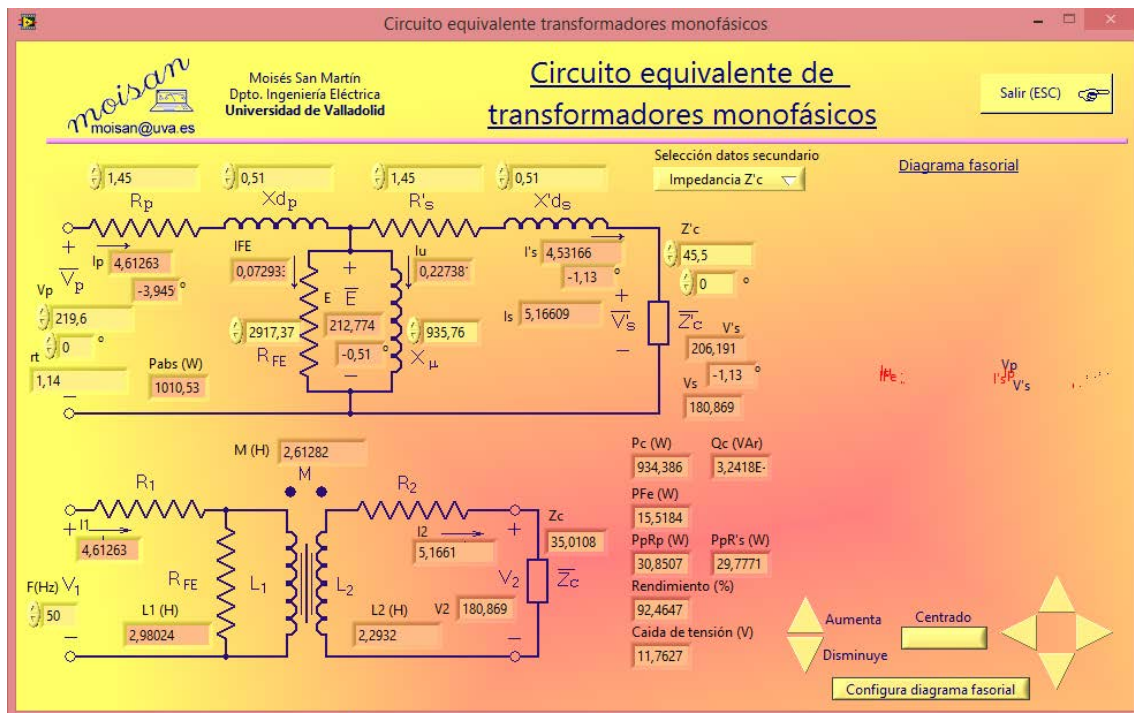 Circuito equivalente transformadores monofásicos
moisan
moisan@uva.es
Moisés San Martín
Dpto. Ingeniería Eléctrica
Universidad de Valladolid
Circuito equivalente de
transformadores monofásicos
Salir (ESC)
Selección datos secundario
Impedancia Z'c
Diagrama fasorial
1,45
0,51
1,45
0,51
Rp
Xdp
R's
X'ds
Ip
4,61263
-3,945 º
IFE
0,07293
Iu
0,22738
I's
4,53166
-1,13 º
Z'c
45,5
0 º
Vp
Vp
219,6
0 º
E
E
212,774
-0,51 º
2917,37
RFE
935,76
Xμ
Is
5,16609
V's
Z'c
V's
206,191
-1,13 º
Vs
180,869
rt
1,14
Pabs (W)
1010,53
Vp
I's
V's
M (H)
2,61282
M
R1
R2
I1
4,61263
I2
5,1661
Zc
35,0108
F(Hz)
50
V1
RFE
L1
L2
V2
Zc
L1 (H)
2,98024
L2 (H)
2,2932
V2
180,869
Pc (W)
934,386
Qc (VAr)
3,2418E-
PFe (W)
15,5184
PpRp (W)
30,8507
PpR's (W)
29,7771
Rendimiento (%)
92,4647
Caida de tensión (V)
11,7627
Aumenta
Disminuye
Centrado
Configura diagrama fasorial